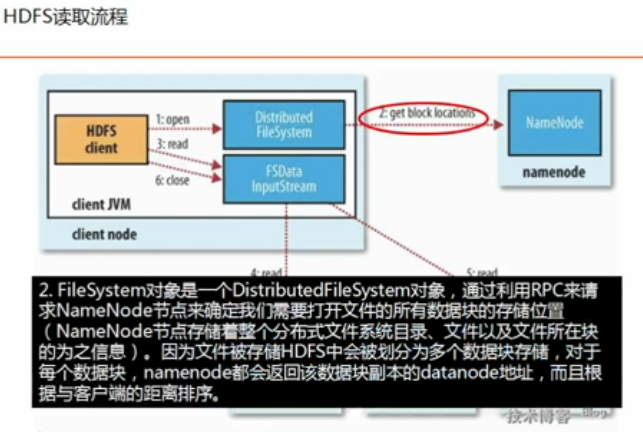 HDFS读取流程
HDFS
client
1: open
3: read
6: close
Distributed
FileSystem
FSData
InputStream
2: get block locations
NameNode
namenode
client JVM
client node
4: read
5: read
2. FileSystem对象是一个DistributedFileSystem对象，通过利用RPC来请
求NameNode节点来确定我们需要打开文件的所有数据块的存储位置
（NameNode节点存储着整个分布式文件系统目录、文件以及文件所在块
的为之信息）。因为文件被存储HDFS中会被划分为多个数据块存储，对于
每个数据块，namenode都会返回该数据块副本的datanode地址，而且根
据与客户端的距离排序。
技术博客 Blog